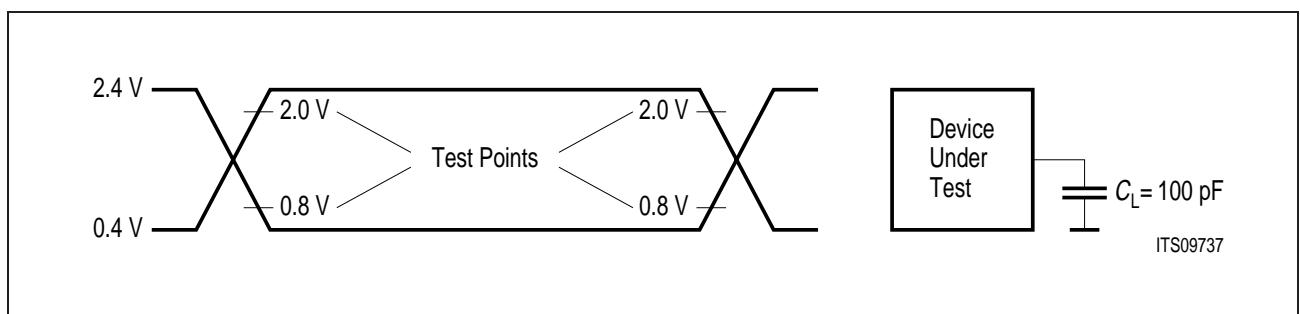 2.4 V
2.0 V
2.0 V
Test Points
0.8 V
0.8 V
0.4 V
Device
Under
Test
CL= 100 pF
ITS09737